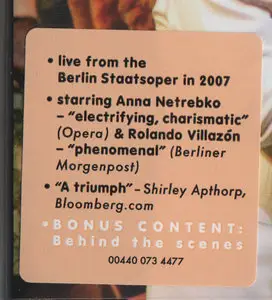 • live from the
Berlin Staatsoper in 2007
• starring Anna Netrebko
– "electrifying, charismatic"
(Opera) & Rolando Villazón
– "phenomenal" (Berliner
Morgenpost)
• "A triumph" – Shirley Apthorp,
Bloomberg.com
• BONUS CONTENT:
Behind the scenes
00440 073 4477